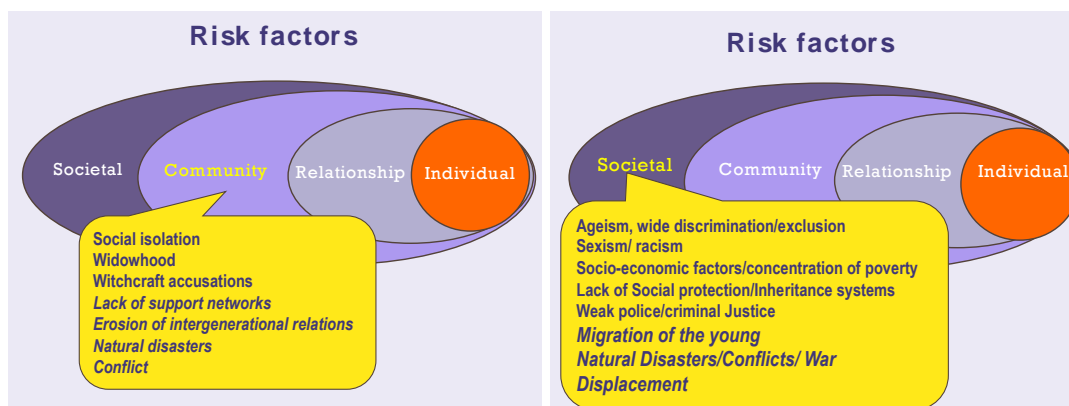 Risk factors
Societal
Community
Relationship
Individual
Social isolation
Widowhood
Witchcraft accusations
Lack of support networks
Erosion of intergenerational relations
Natural disasters
Conflict
Risk factors
Societal
Community
Relationship
Individual
Ageism, wide discrimination/exclusion
Sexism/ racism
Socio-economic factors/concentration of poverty
Lack of Social protection/Inheritance systems
Weak police/criminal Justice
Migration of the young
Natural Disasters/Conflicts/ War
Displacement